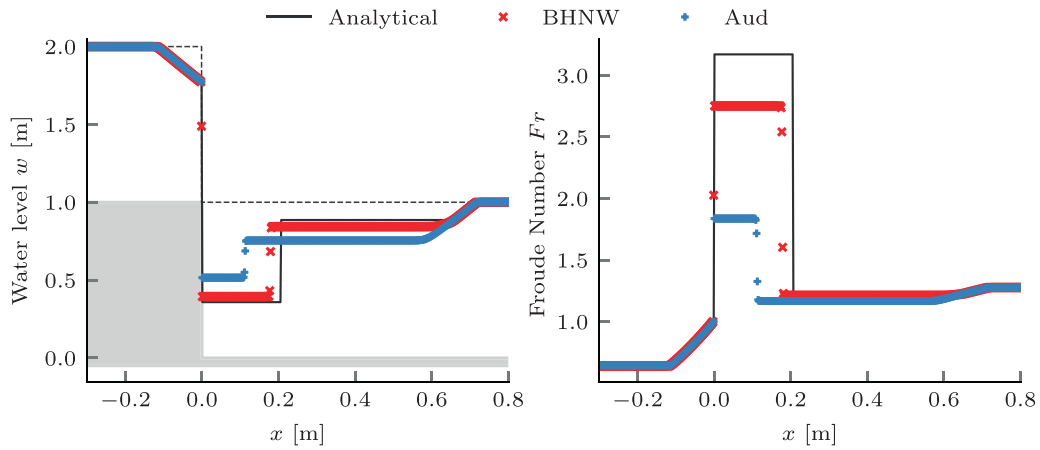 Analytical BHNW Aud
Water level w [m]
2.0
1.5
1.0
0.5
0.0
−0.2 0.0 0.2 0.4 0.6 0.8
x [m]
Froude Number Fr
3.0
2.5
2.0
1.5
1.0
−0.2 0.0 0.2 0.4 0.6 0.8
x [m]